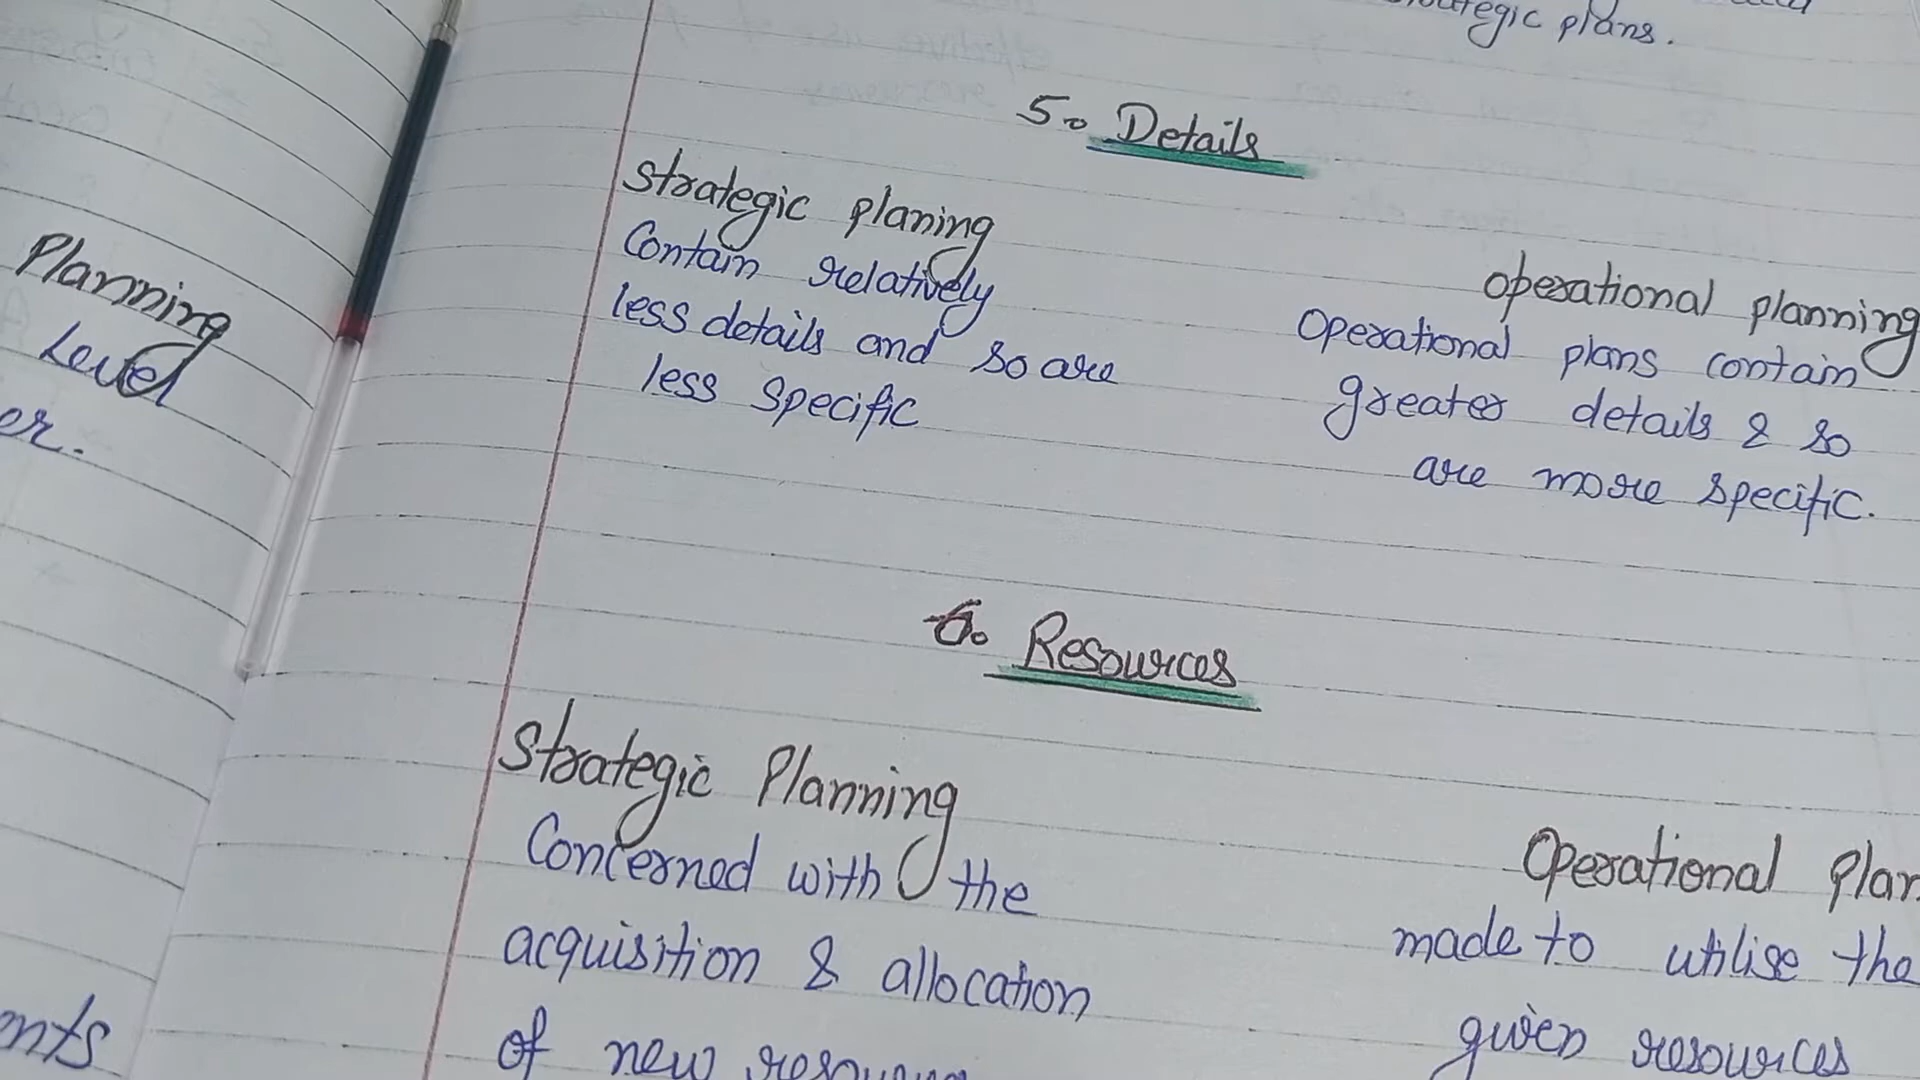 strategic plans.
5. Details
Strategic planing
Contain relatively
less details and so are
less specific
operational planning
Operational plans contain
greater details & so
are more specific.
6. Resources
Strategic Planning
Concerned with the
acquisition & allocation
of new
Operational Plan
made to utilise the
given resources
Planning
Level
er.
nts